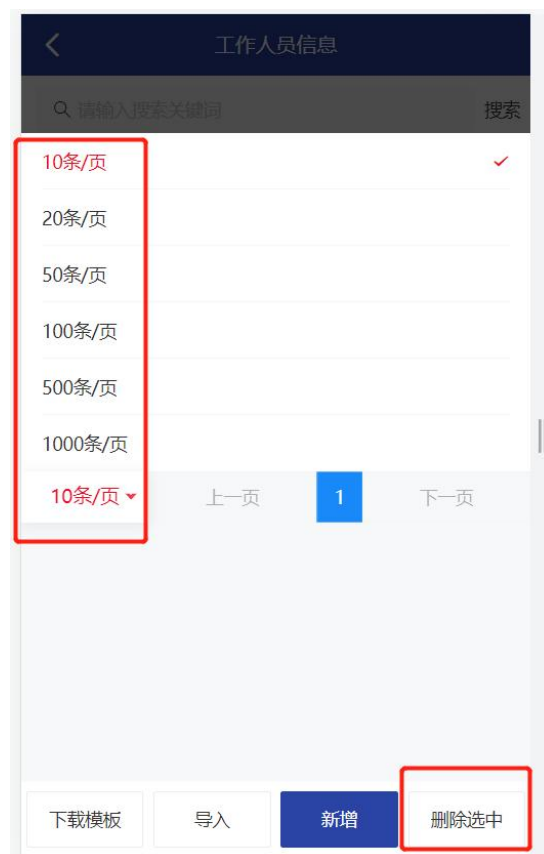 工作人员信息
请输入搜索关键词 搜索
10条/页
20条/页
50条/页
100条/页
500条/页
1000条/页
10条/页 上一页 1 下一页
下载模板 导入 新增 删除选中